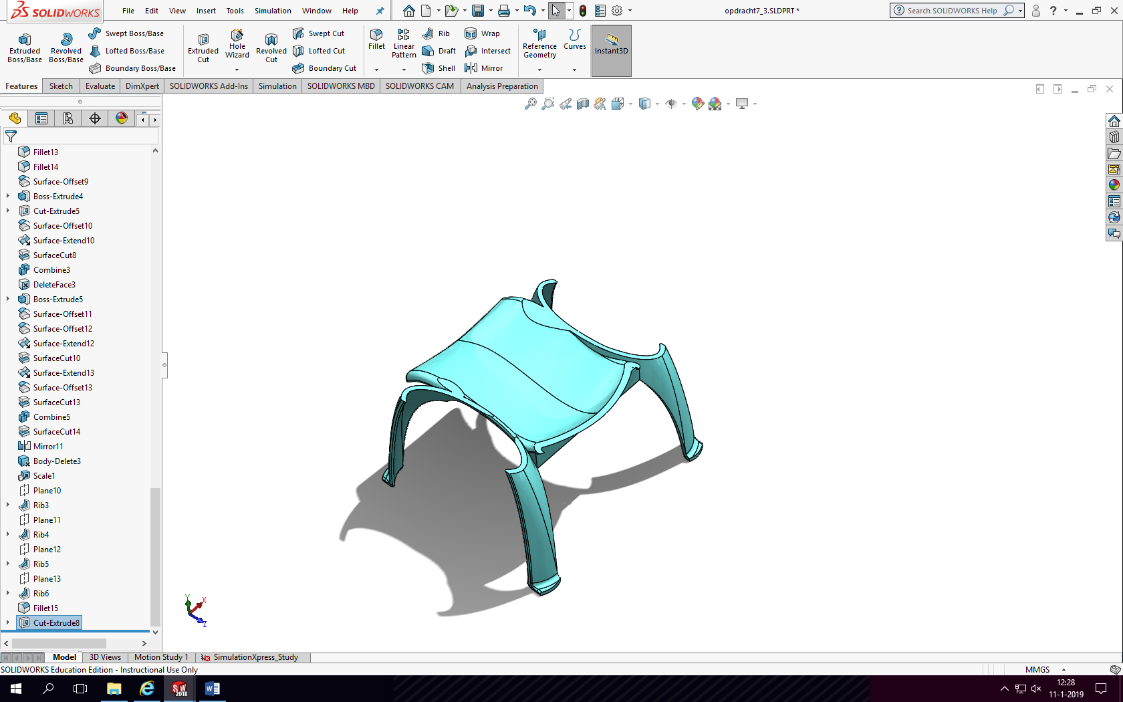 SOLIDWORKS File Edit View Insert Tools Simulation Window Help opdracht7_3.SLDPRT * Search SOLIDWORKS Help
Extruded Boss/Base
Revolved Boss/Base
Swept Boss/Base
Lofted Boss/Base
Boundary Boss/Base
Extruded Cut
Hole Wizard
Revolved Cut
Swept Cut
Lofted Cut
Boundary Cut
Fillet
Linear Pattern
Rib
Draft
Shell
Wrap
Intersect
Mirror
Reference Geometry
Curves
Instant3D
Features Sketch Evaluate DimXpert SOLIDWORKS Add-Ins Simulation SOLIDWORKS MBD SOLIDWORKS CAM Analysis Preparation
Fillet13
Fillet14
Surface-Offset9
Boss-Extrude4
Cut-Extrude5
Surface-Offset10
Surface-Extend10
SurfaceCut8
Combine3
DeleteFace3
Boss-Extrude5
Surface-Offset11
Surface-Offset12
Surface-Extend12
SurfaceCut10
Surface-Extend13
Surface-Offset13
SurfaceCut13
Combine5
SurfaceCut14
Mirror11
Body-Delete3
Scale1
Plane10
Rib3
Plane11
Rib4
Plane12
Rib5
Plane13
Rib6
Fillet15
Cut-Extrude8
Y
X
Z
Model 3D Views Motion Study 1 SimulationXpress_Study
SOLIDWORKS Education Edition - Instructional Use Only MMGS
12:28
11-1-2019